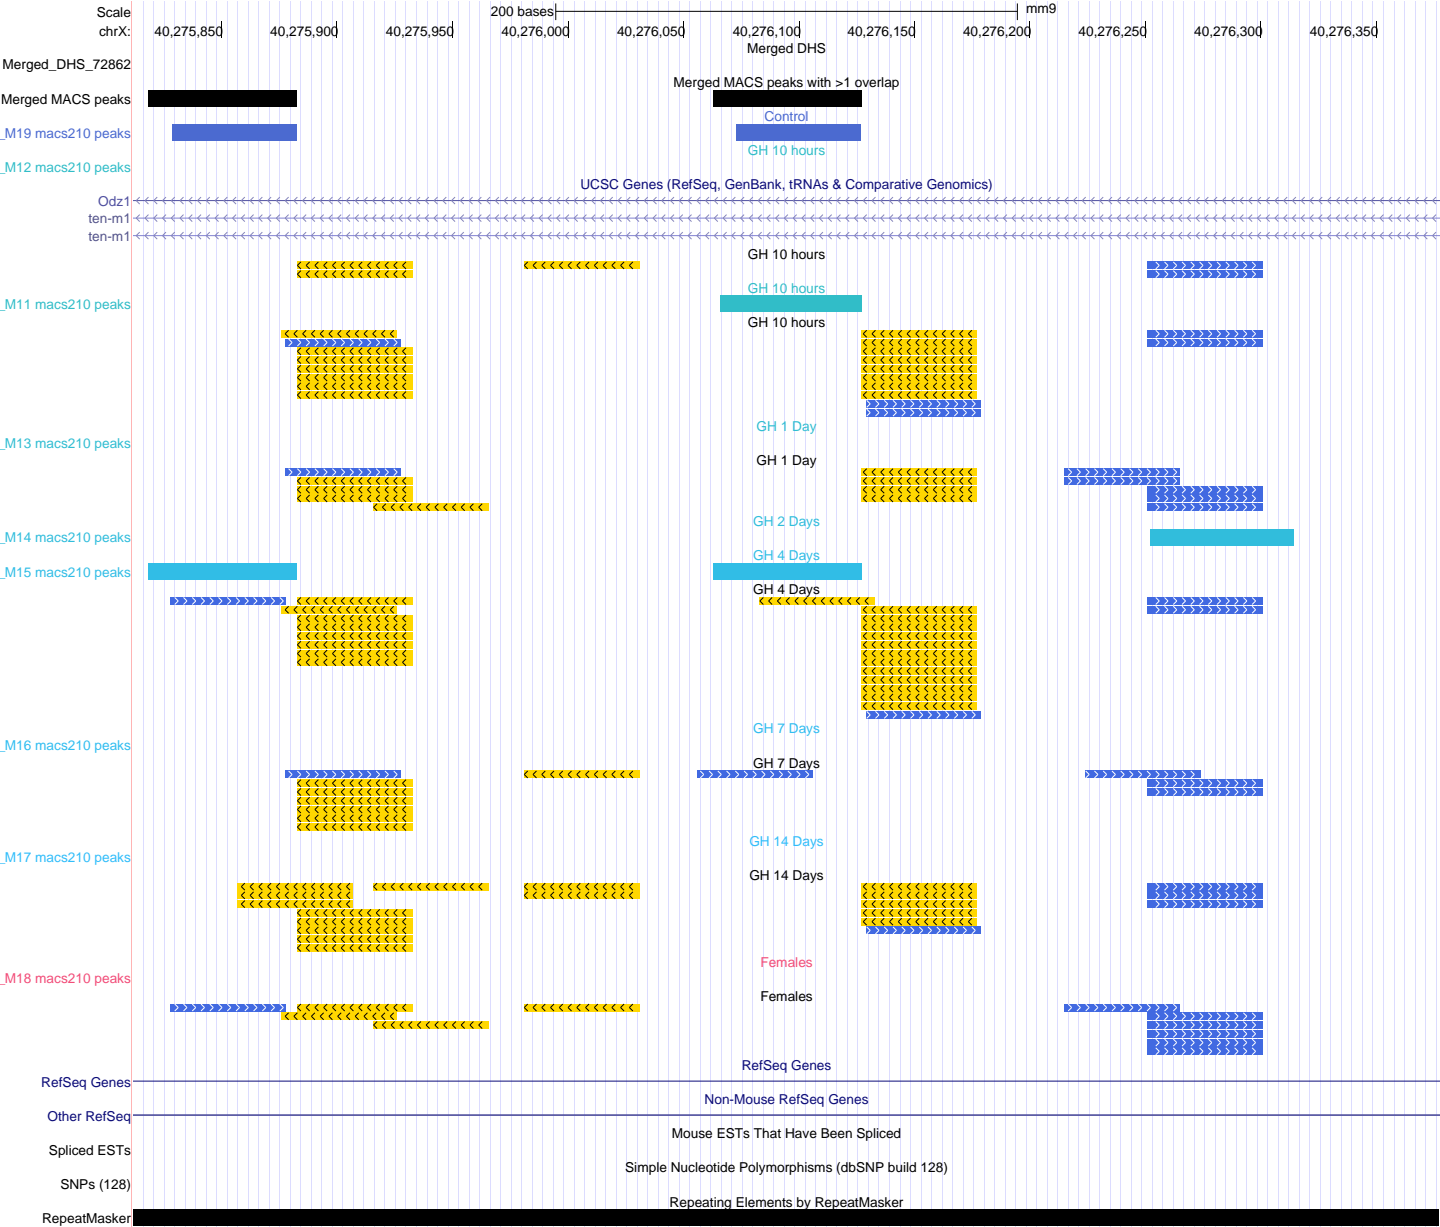 Scale 200 bases mm9
chrX: 40,275,850 40,275,900 40,275,950 40,276,000 40,276,050 40,276,100 40,276,150 40,276,200 40,276,250 40,276,300 40,276,350
Merged DHS
Merged_DHS_72862
Merged MACS peaks with >1 overlap
Merged MACS peaks
Control
_M19 macs210 peaks
GH 10 hours
_M12 macs210 peaks
UCSC Genes (RefSeq, GenBank, tRNAs & Comparative Genomics)
Odz1
ten-m1
ten-m1
GH 10 hours
GH 10 hours
_M11 macs210 peaks
GH 10 hours
GH 1 Day
_M13 macs210 peaks
GH 1 Day
GH 2 Days
_M14 macs210 peaks
GH 4 Days
_M15 macs210 peaks
GH 4 Days
GH 7 Days
_M16 macs210 peaks
GH 7 Days
GH 14 Days
_M17 macs210 peaks
GH 14 Days
Females
_M18 macs210 peaks
Females
RefSeq Genes
RefSeq Genes
Non-Mouse RefSeq Genes
Other RefSeq
Mouse ESTs That Have Been Spliced
Spliced ESTs
Simple Nucleotide Polymorphisms (dbSNP build 128)
SNPs (128)
Repeating Elements by RepeatMasker
RepeatMasker